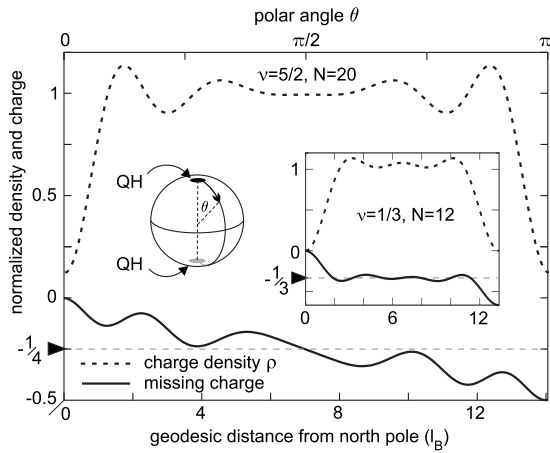 polar angle θ
0 π/2 π
ν=5/2, N=20
normalized density and charge
1
0.5
0
-1/4
-0.5
QH
θ
QH
1
0
-1/3
ν=1/3, N=12
0 3 6 9 12
charge density ρ
missing charge
0 4 8 12
geodesic distance from north pole (l_B)